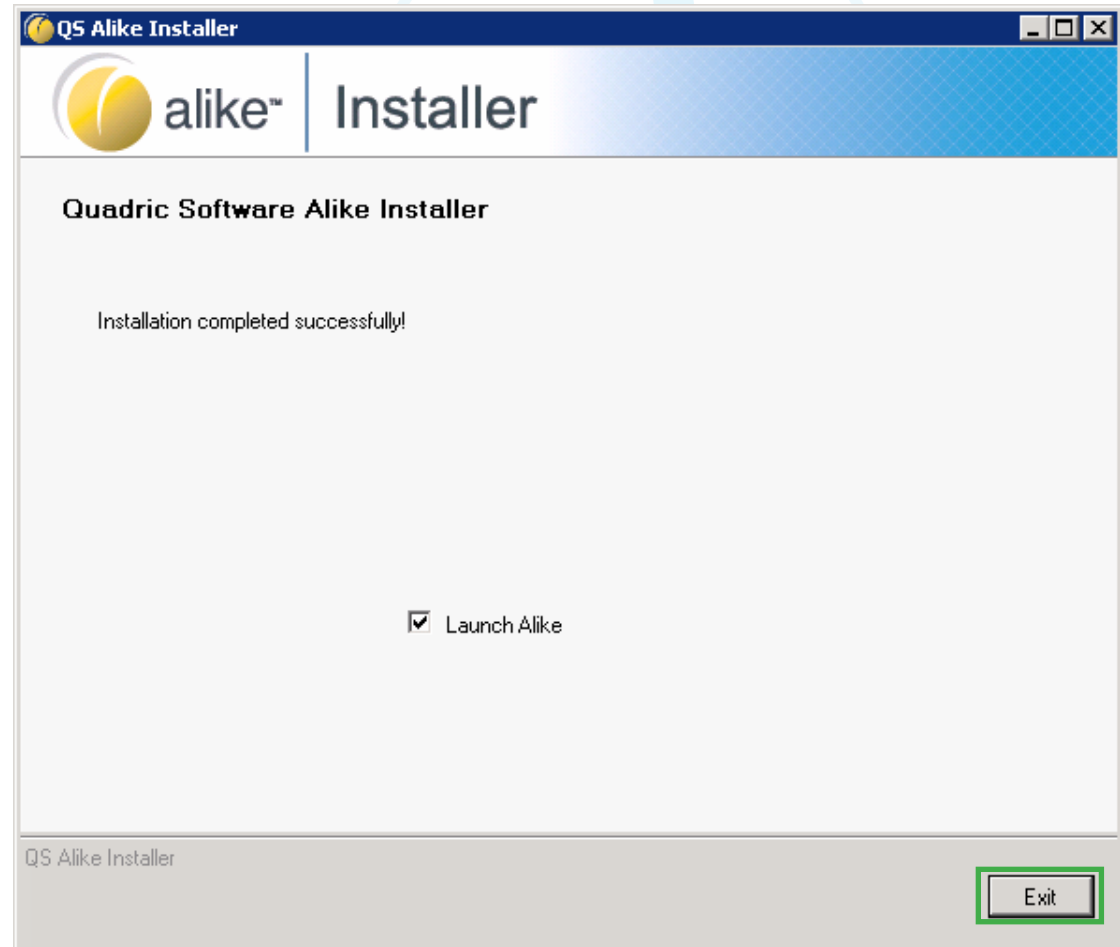 QS Alike Installer
alike™ Installer
Quadric Software Alike Installer
Installation completed successfully!
Launch Alike
QS Alike Installer
Exit